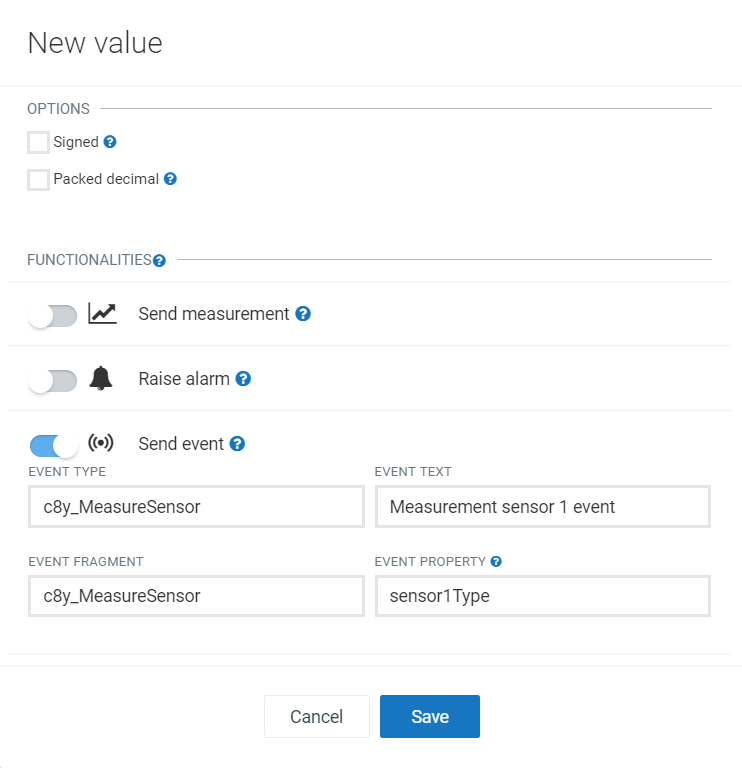 New value
OPTIONS
Signed
Packed decimal
FUNCTIONALITIES
Send measurement
Raise alarm
Send event
EVENT TYPE EVENT TEXT
c8y_MeasureSensor Measurement sensor 1 event
EVENT FRAGMENT EVENT PROPERTY
c8y_MeasureSensor sensor1Type
Cancel Save